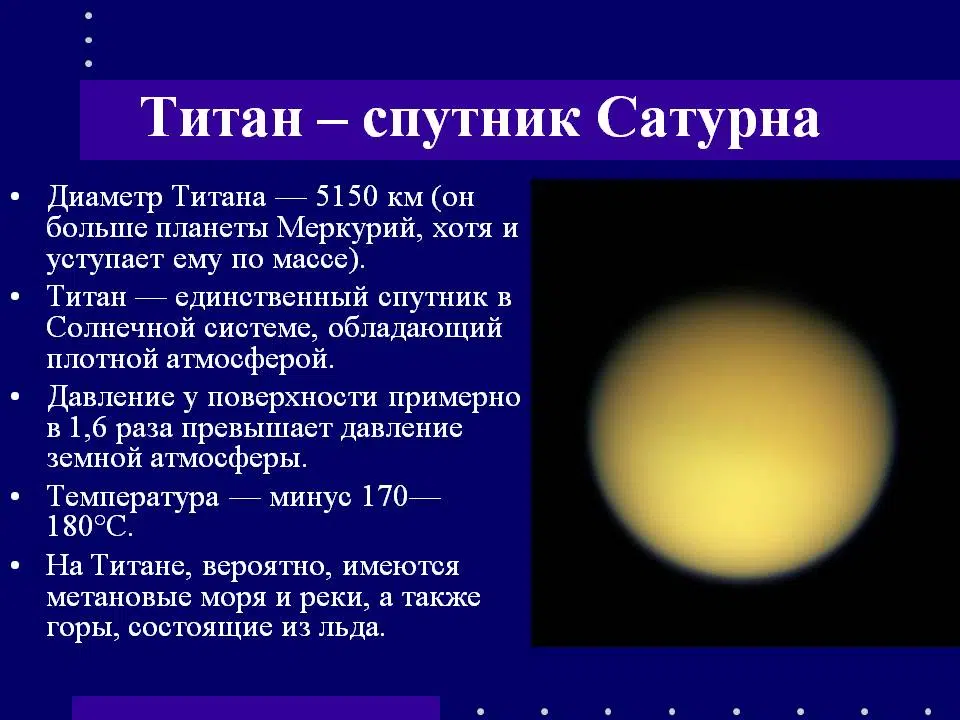 Титан – спутник Сатурна
• Диаметр Титана — 5150 км (он
больше планеты Меркурий, хотя и
уступает ему по массе).
• Титан — единственный спутник в
Солнечной системе, обладающий
плотной атмосферой.
• Давление у поверхности примерно
в 1,6 раза превышает давление
земной атмосферы.
• Температура — минус 170—
180°C.
• На Титане, вероятно, имеются
метановые моря и реки, а также
горы, состоящие из льда.